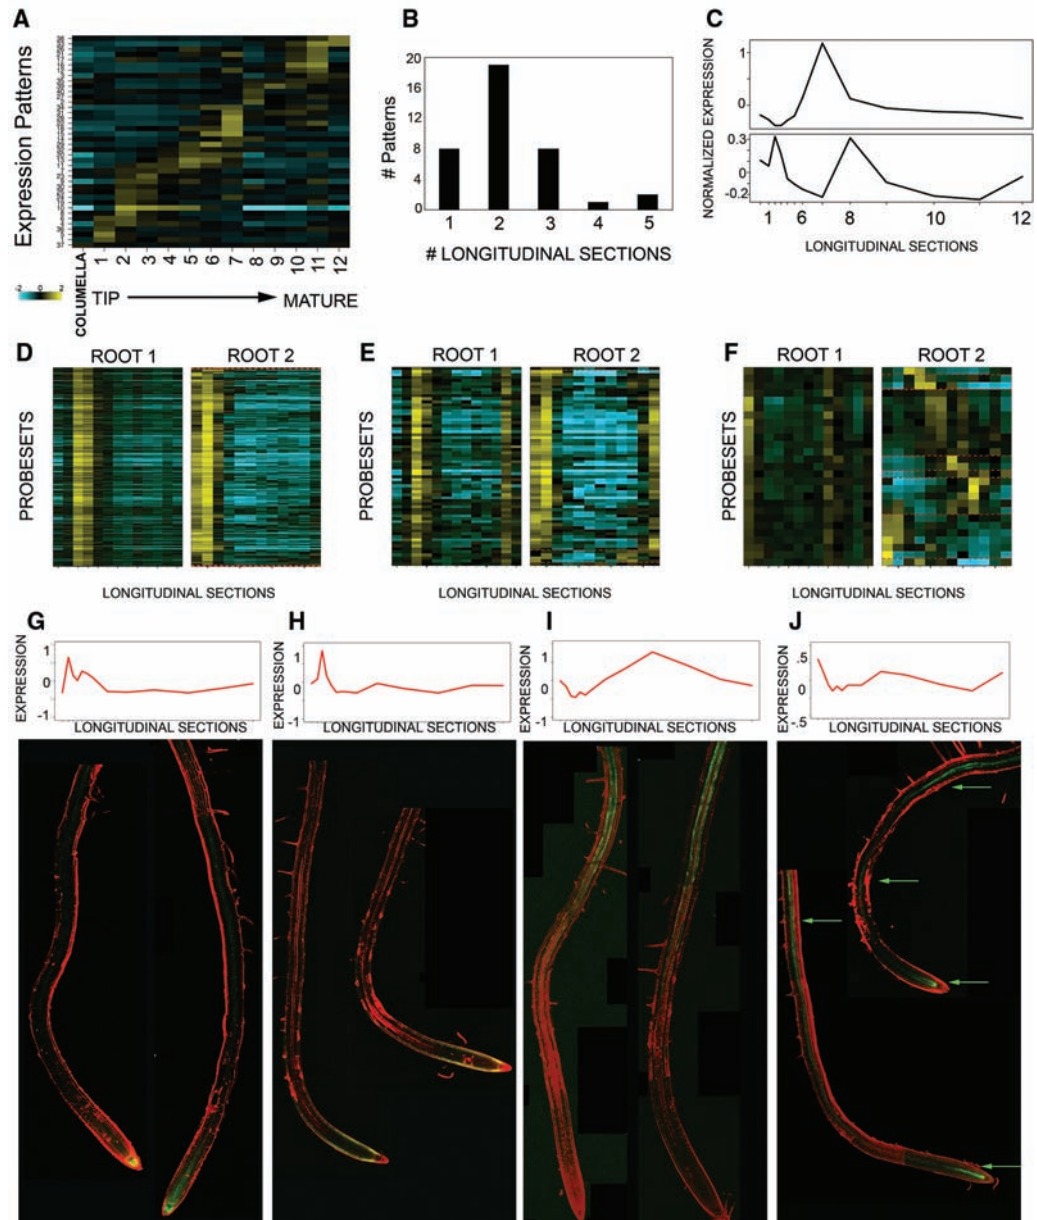 A
Expression Patterns
COLUMELLA
1 2 3 4 5 6 7 8 9 10 11 12
-2 0 2
TIP
MATURE
B
# Patterns
20
16
12
8
4
0
1 2 3 4 5
# LONGITUDINAL SECTIONS
C
NORMALIZED EXPRESSION
1
0
0.3
-0.2
1 6 8 10 12
LONGITUDINAL SECTIONS
D
ROOT 1 ROOT 2
PROBESETS
LONGITUDINAL SECTIONS
E
ROOT 1 ROOT 2
PROBESETS
LONGITUDINAL SECTIONS
F
ROOT 1 ROOT 2
PROBESETS
LONGITUDINAL SECTIONS
G
EXPRESSION
1
0
-1
LONGITUDINAL SECTIONS
H
EXPRESSION
1
0
-1
LONGITUDINAL SECTIONS
I
EXPRESSION
1
0
-1
LONGITUDINAL SECTIONS
J
EXPRESSION
.5
0
-.5
LONGITUDINAL SECTIONS